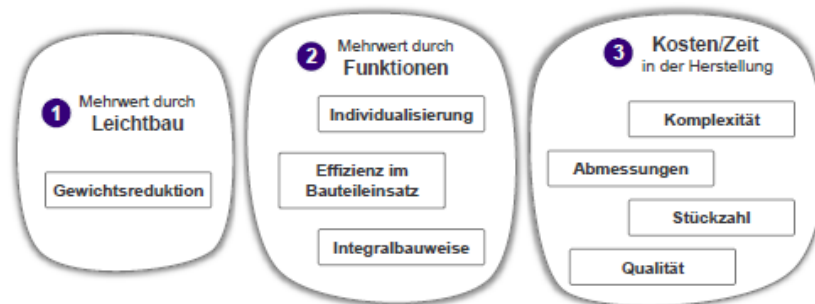 1 Mehrwert durch
Leichtbau
Gewichtsreduktion
2 Mehrwert durch
Funktionen
Individualisierung
Effizienz im
Bauteileinsatz
Integralbauweise
3 Kosten/Zeit
in der Herstellung
Komplexität
Abmessungen
Stückzahl
Qualität